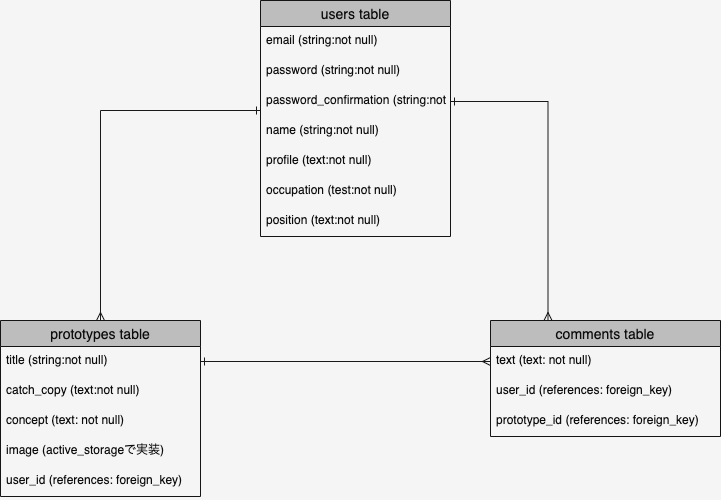 users table
email (string:not null)
password (string:not null)
password_confirmation (string:not
name (string:not null)
profile (text:not null)
occupation (test:not null)
position (text:not null)
prototypes table
title (string:not null)
catch_copy (text:not null)
concept (text: not null)
image (active_storageで実装)
user_id (references: foreign_key)
comments table
text (text: not null)
user_id (references: foreign_key)
prototype_id (references: foreign_key)